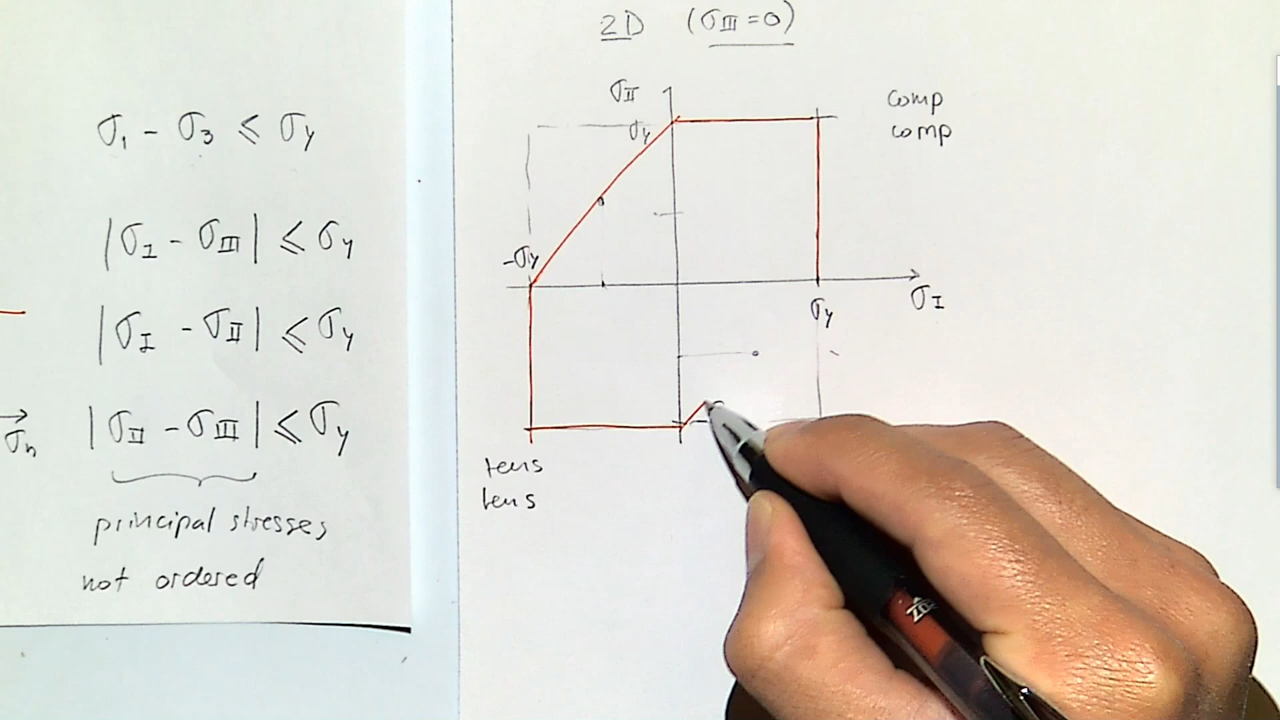 σ₁ - σ₃ ≤ σy
|σI - σIII| ≤ σy
|σI - σII| ≤ σy
|σII - σIII| ≤ σy
principal stresses
not ordered
→
σn
2D (σIII = 0)
σII
σy
comp
comp
-σy
σI
σy
tens
tens